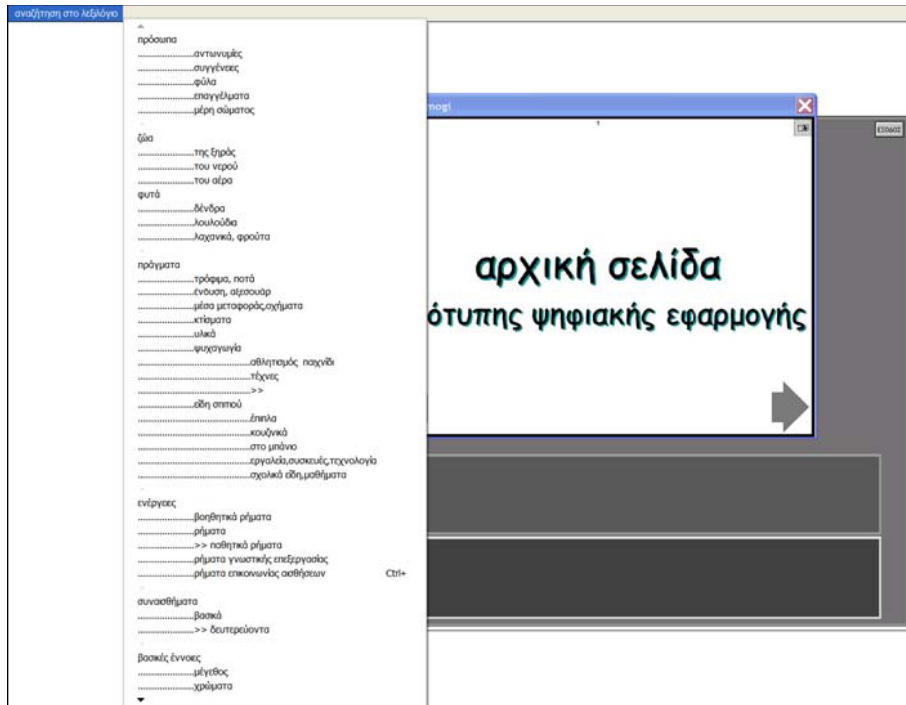 αναζήτηση στο λεξιλόγιο
πρόσωπα
......................αντωνυμίες
......................συγγένειες
......................φύλα
......................επαγγέλματα
......................μέρη σώματος
ζώα
......................της ξηράς
......................του νερού
......................του αέρα
φυτά
......................δένδρα
......................λουλούδια
......................λαχανικά, φρούτα
πράγματα
......................τρόφιμα, ποτά
......................ένδυση, αξεσουάρ
......................μέσα μεταφοράς,οχήματα
......................κτίσματα
......................υλικά
......................ψυχαγωγία
............................................αθλητισμός παιχνίδι
............................................τέχνες
............................................>>
......................είδη σπιτιού
............................................έπιπλα
............................................κουζινικά
............................................στο μπάνιο
............................................εργαλεία,συσκευές,τεχνολογία
............................................σχολικά είδη,μαθήματα
ενέργειες
......................βοηθητικά ρήματα
......................ρήματα
......................>> παθητικά ρήματα
......................ρήματα γνωστικής επεξεργασίας
......................ρήματα επικοινωνίας αισθήσεων Ctrl+
συναισθήματα
......................βασικά
......................>> δευτερεύοντα
βασικές έννοιες
......................μέγεθος
......................χρώματα
mogi
ΕΞΟΔΟΣ
αρχική σελίδα
ότυπης ψηφιακής εφαρμογής